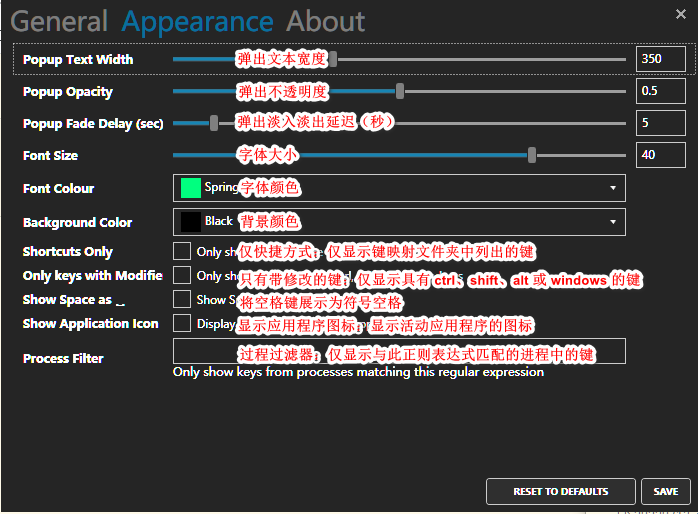 General Appearance About
Popup Text Width 弹出文本宽度 350
Popup Opacity 弹出不透明度 0.5
Popup Fade Delay (sec) 弹出淡入淡出延迟（秒） 5
Font Size 字体大小 40
Font Colour Spring 字体颜色
Background Color Black 背景颜色
Shortcuts Only Only sh 仅快捷方式；仅显示键映射文件夹中列出的键
Only keys with Modifie Only sh 只有带修改的键；仅显示具有 ctrl、shift、alt 或 windows 的键
Show Space as ␣ Show S 将空格键展示为符号空格
Show Application Icon Display 显示应用程序图标；显示活动应用程序的图标
Process Filter 过程过滤器；仅显示与此正则表达式匹配的进程中的键
Only show keys from processes matching this regular expression
RESET TO DEFAULTS SAVE